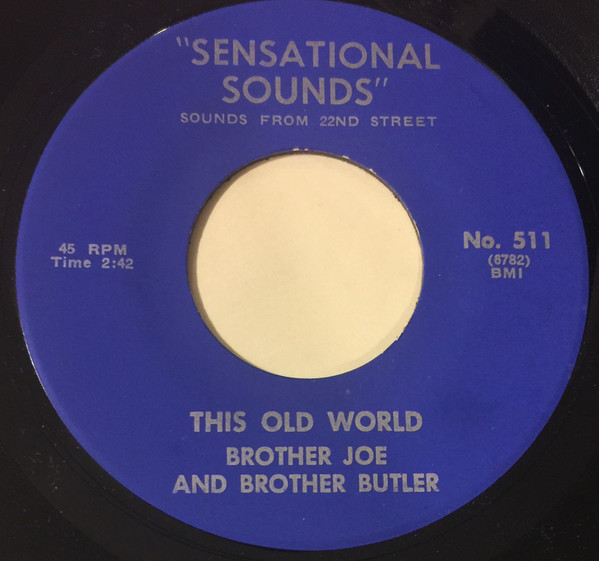 "SENSATIONAL
SOUNDS"
SOUNDS FROM 22ND STREET
45 RPM
Time 2:42
No. 511
(6782)
BMI
THIS OLD WORLD
BROTHER JOE
AND BROTHER BUTLER